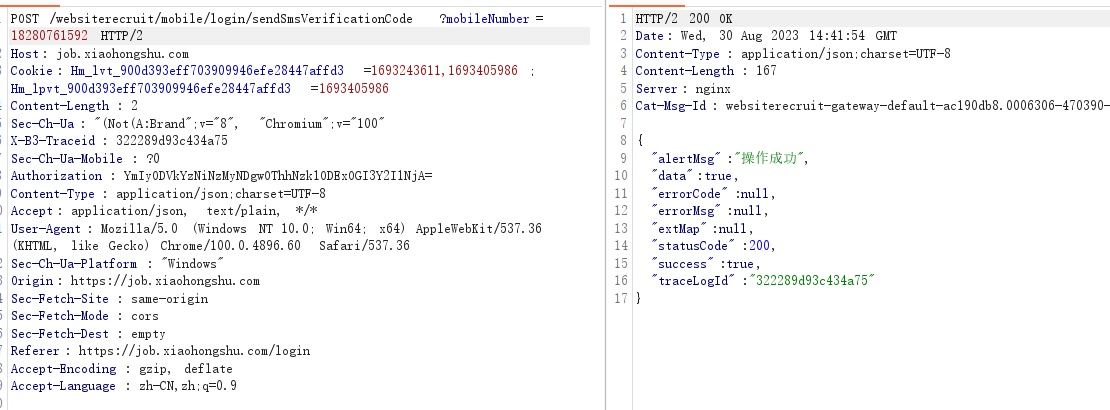 POST /websiterecruit/mobile/login/sendSmsVerificationCode ?mobileNumber =
18280761592 HTTP/2
Host : job.xiaohongshu.com
Cookie : Hm_lvt_900d393eff703909946efe28447affd3 =1693243611,1693405986 ;
Hm_lpvt_900d393eff703909946efe28447affd3 =1693405986
Content-Length : 2
Sec-Ch-Ua : "(Not(A:Brand";v="8", "Chromium";v="100"
X-B3-Traceid : 322289d93c434a75
Sec-Ch-Ua-Mobile : ?0
Authorization : YmIyODVkYzNiNzMyNDgwOThhNzk1ODExOGI3Y2I1NjA=
Content-Type : application/json;charset=UTF-8
Accept : application/json, text/plain, */*
User-Agent : Mozilla/5.0 (Windows NT 10.0; Win64; x64) AppleWebKit/537.36
(KHTML, like Gecko) Chrome/100.0.4896.60 Safari/537.36
Sec-Ch-Ua-Platform : "Windows"
Origin : https://job.xiaohongshu.com
Sec-Fetch-Site : same-origin
Sec-Fetch-Mode : cors
Sec-Fetch-Dest : empty
Referer : https://job.xiaohongshu.com/login
Accept-Encoding : gzip, deflate
Accept-Language : zh-CN,zh;q=0.9
1 HTTP/2 200 OK
2 Date : Wed, 30 Aug 2023 14:41:54 GMT
3 Content-Type : application/json;charset=UTF-8
4 Content-Length : 167
5 Server : nginx
6 Cat-Msg-Id : websiterecruit-gateway-default-ac190db8.0006306-470390-
7
8 {
9 "alertMsg" :"操作成功",
10 "data" :true,
11 "errorCode" :null,
12 "errorMsg" :null,
13 "extMap" :null,
14 "statusCode" :200,
15 "success" :true,
16 "traceLogId" :"322289d93c434a75"
17 }